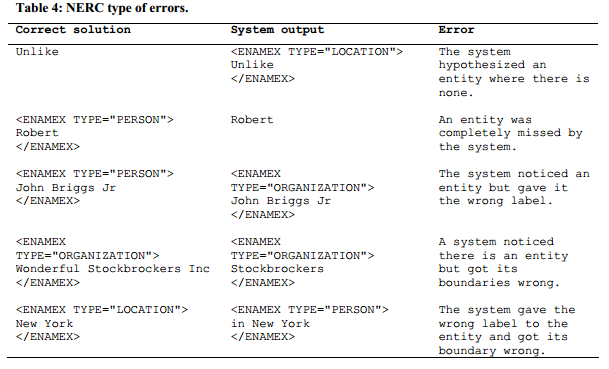 Table 4: NERC type of errors.
Correct solution System output Error
Unlike <ENAMEX TYPE="LOCATION"> The system
Unlike hypothesized an
</ENAMEX> entity where there is
none.
<ENAMEX TYPE="PERSON"> Robert An entity was
Robert completely missed by
</ENAMEX> the system.
<ENAMEX TYPE="PERSON"> <ENAMEX The system noticed an
John Briggs Jr TYPE="ORGANIZATION"> entity but gave it
</ENAMEX> John Briggs Jr the wrong label.
</ENAMEX>
<ENAMEX <ENAMEX A system noticed
TYPE="ORGANIZATION"> TYPE="ORGANIZATION"> there is an entity
Wonderful Stockbrockers Inc Stockbrockers but got its
</ENAMEX> </ENAMEX> boundaries wrong.
<ENAMEX TYPE="LOCATION"> <ENAMEX TYPE="PERSON"> The system gave the
New York in New York wrong label to the
</ENAMEX> </ENAMEX> entity and got its
boundary wrong.